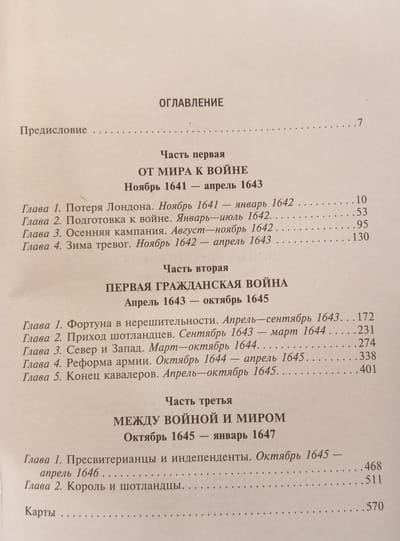 ОГЛАВЛЕНИЕ
Предисловие . . . . . . . . . . . . . . . . . . . . . . . . . . . . . . . . 7
Часть первая
ОТ МИРА К ВОЙНЕ
Ноябрь 1641 — апрель 1643
Глава 1. Потеря Лондона. Ноябрь 1641 — январь 1642 . . . . . . . . . 10
Глава 2. Подготовка к войне. Январь—июль 1642. . . . . . . . . . . . . 53
Глава 3. Осенняя кампания. Август—ноябрь 1642 . . . . . . . . . . . . 95
Глава 4. Зима тревог. Ноябрь 1642 — апрель 1643 . . . . . . . . . . . 130
Часть вторая
ПЕРВАЯ ГРАЖДАНСКАЯ ВОЙНА
Апрель 1643 — октябрь 1645
Глава 1. Фортуна в нерешительности. Апрель—сентябрь 1643. . . 172
Глава 2. Приход шотландцев. Сентябрь 1643 — март 1644 . . . . . 231
Глава 3. Север и Запад. Март—октябрь 1644. . . . . . . . . . . . . . . 274
Глава 4. Реформа армии. Октябрь 1644 — апрель 1645 . . . . . . . . 338
Глава 5. Конец кавалеров. Апрель—октябрь 1645. . . . . . . . . . . . 401
Часть третья
МЕЖДУ ВОЙНОЙ И МИРОМ
Октябрь 1645 — январь 1647
Глава 1. Пресвитерианцы и индепенденты. Октябрь 1645 —
апрель 1646 . . . . . . . . . . . . . . . . . . . . . . . . . . . . . . . . 468
Глава 2. Король и шотландцы. . . . . . . . . . . . . . . . . . . . . . . . 511
Карты . . . . . . . . . . . . . . . . . . . . . . . . . . . . . . . . . . . . 570